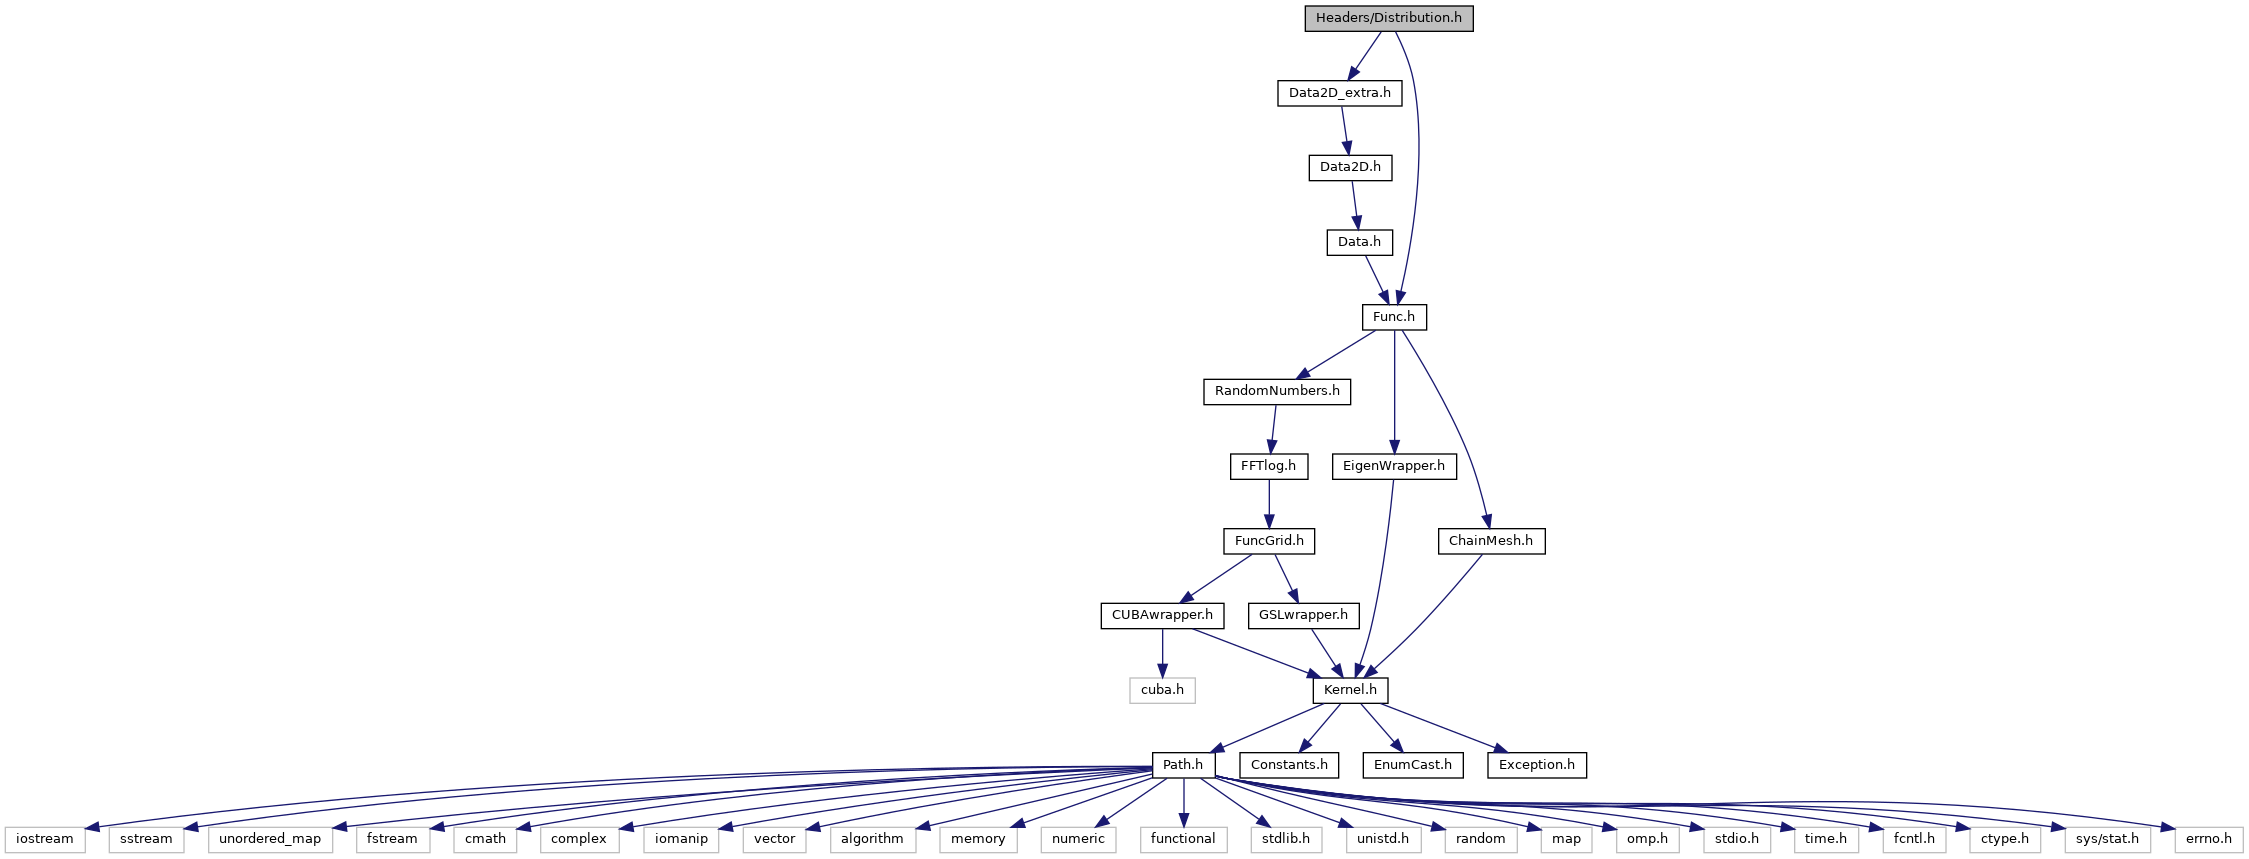 Headers/Distribution.h
Data2D_extra.h
Data2D.h
Data.h
Func.h
RandomNumbers.h
FFTlog.h
EigenWrapper.h
FuncGrid.h
ChainMesh.h
CUBAwrapper.h
GSLwrapper.h
cuba.h
Kernel.h
Path.h
Constants.h
EnumCast.h
Exception.h
iostream
sstream
unordered_map
fstream
cmath
complex
iomanip
vector
algorithm
memory
numeric
functional
stdlib.h
unistd.h
random
map
omp.h
stdio.h
time.h
fcntl.h
ctype.h
sys/stat.h
errno.h